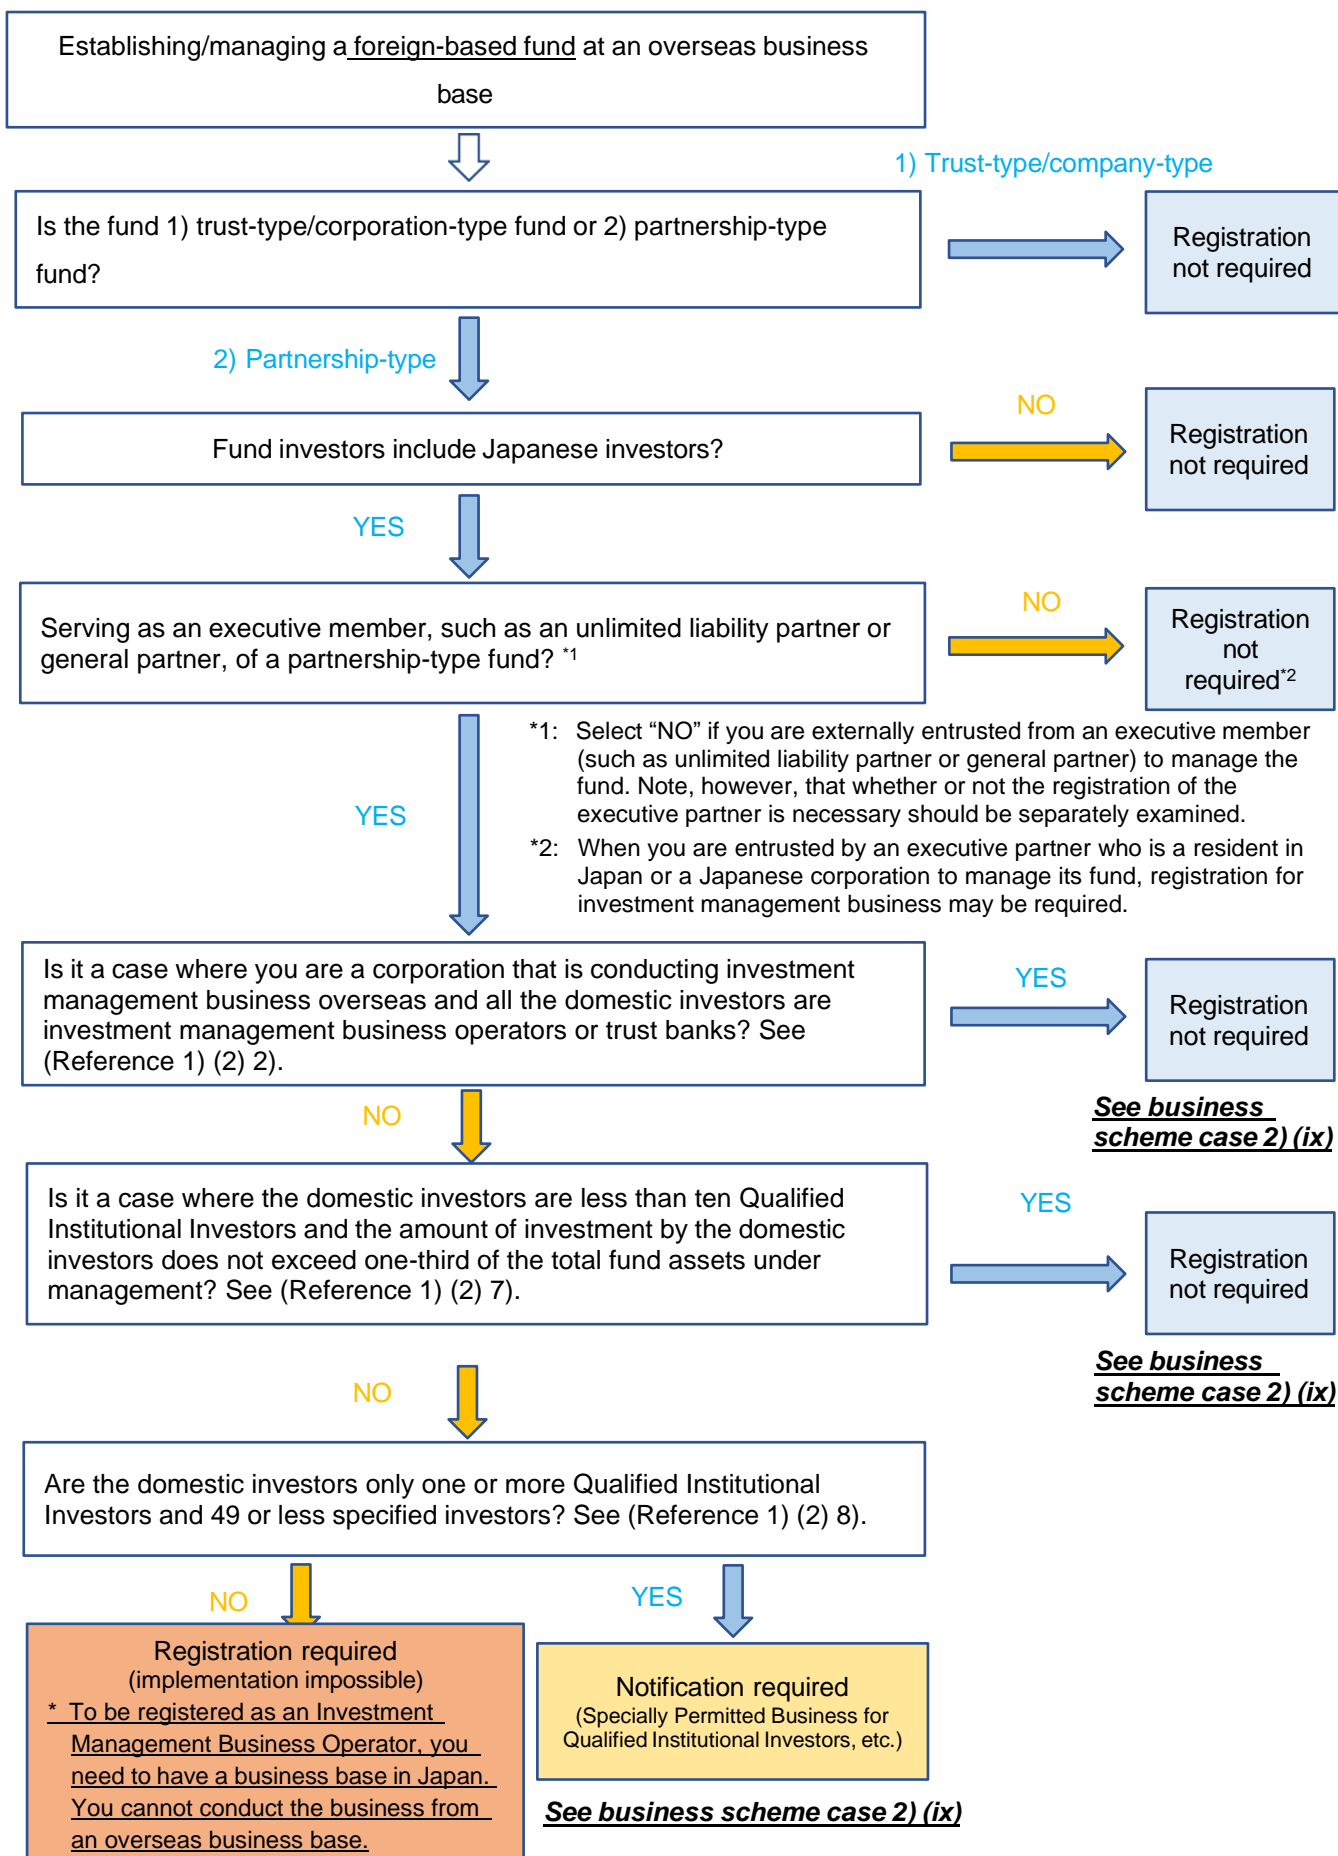 Establishing/managing a foreign-based fund at an overseas business
base
1) Trust-type/company-type
Is the fund 1) trust-type/corporation-type fund or 2) partnership-type
fund?
Registration
not required
2) Partnership-type
Fund investors include Japanese investors?
NO
Registration
not required
YES
Serving as an executive member, such as an unlimited liability partner or
general partner, of a partnership-type fund? *1
NO
Registration
not
required*2
*1: Select “NO” if you are externally entrusted from an executive member
(such as unlimited liability partner or general partner) to manage the
fund. Note, however, that whether or not the registration of the
executive partner is necessary should be separately examined.
*2: When you are entrusted by an executive partner who is a resident in
Japan or a Japanese corporation to manage its fund, registration for
investment management business may be required.
YES
Is it a case where you are a corporation that is conducting investment
management business overseas and all the domestic investors are
investment management business operators or trust banks? See
(Reference 1) (2) 2).
YES
Registration
not required
See business
scheme case 2) (ix)
NO
Is it a case where the domestic investors are less than ten Qualified
Institutional Investors and the amount of investment by the domestic
investors does not exceed one-third of the total fund assets under
management? See (Reference 1) (2) 7).
YES
Registration
not required
See business
scheme case 2) (ix)
NO
Are the domestic investors only one or more Qualified Institutional
Investors and 49 or less specified investors? See (Reference 1) (2) 8).
NO
YES
Registration required
(implementation impossible)
* To be registered as an Investment
Management Business Operator, you
need to have a business base in Japan.
You cannot conduct the business from
an overseas business base.
Notification required
(Specially Permitted Business for
Qualified Institutional Investors, etc.)
See business scheme case 2) (ix)